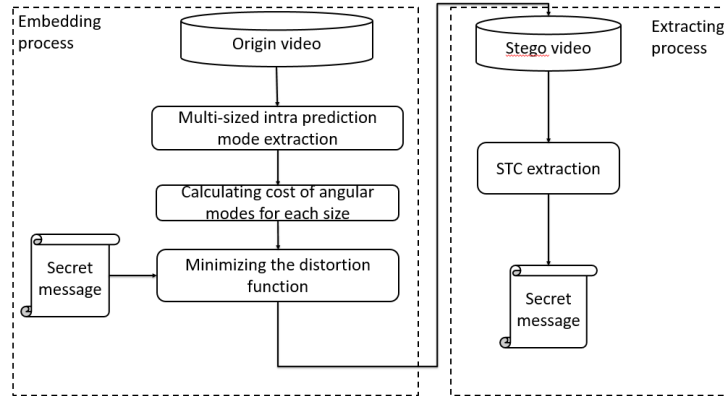 Embedding
process
Origin video
Multi-sized intra prediction
mode extraction
Calculating cost of angular
modes for each size
Secret
message
Minimizing the distortion
function
Extracting
process
Stego video
STC extraction
Secret
message